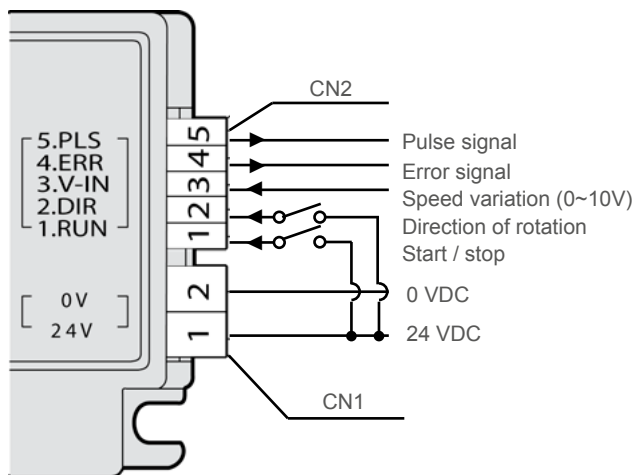 CN2
5.PLS
4.ERR
3.V-IN
2.DIR
1.RUN
5
4
3
2
1
Pulse signal
Error signal
Speed variation (0~10V)
Direction of rotation
Start / stop
0V
24V
2
1
0 VDC
24 VDC
CN1